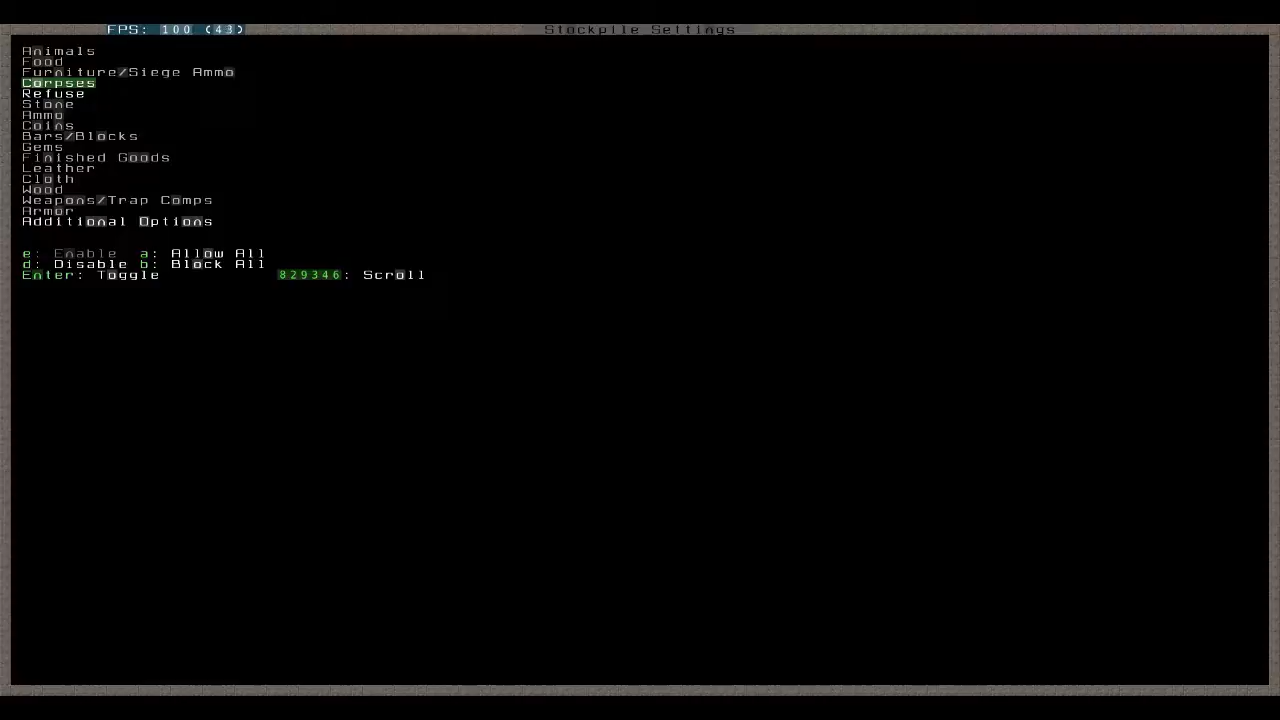 FPS: 100 (43)
Stockpile Settings
Animals
Food
Furniture/Siege Ammo
Corpses
Refuse
Stone
Ammo
Coins
Bars/Blocks
Gems
Finished Goods
Leather
Cloth
Wood
Weapons/Trap Comps
Armor
Additional Options
e: Enable a: Allow All
d: Disable b: Block All
Enter: Toggle 829346: Scroll